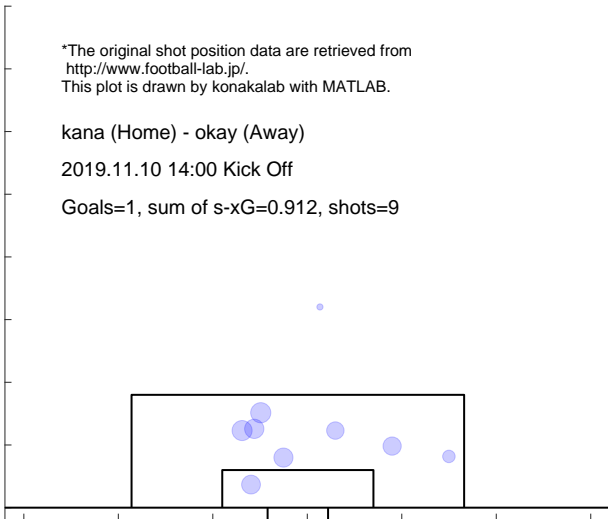 *The original shot position data are retrieved from
http://www.football-lab.jp/.
This plot is drawn by konakalab with MATLAB.
kana (Home) - okay (Away)
2019.11.10 14:00 Kick Off
Goals=1, sum of s-xG=0.912, shots=9